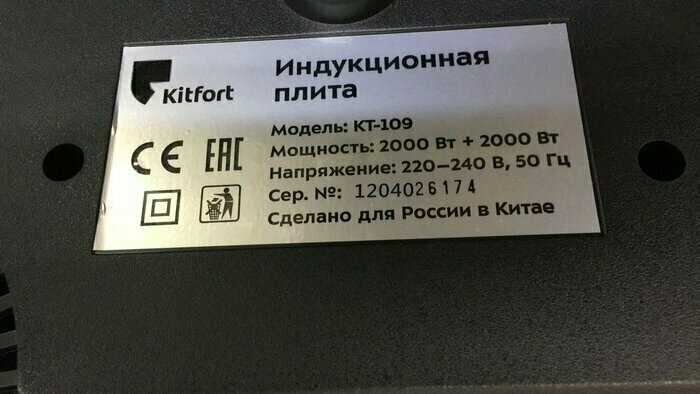 Kitfort
Индукционная
плита
Модель: КТ-109
Мощность: 2000 Вт + 2000 Вт
Напряжение: 220–240 В, 50 Гц
Сер. №: 1204026174
Сделано для России в Китае
CE EAC